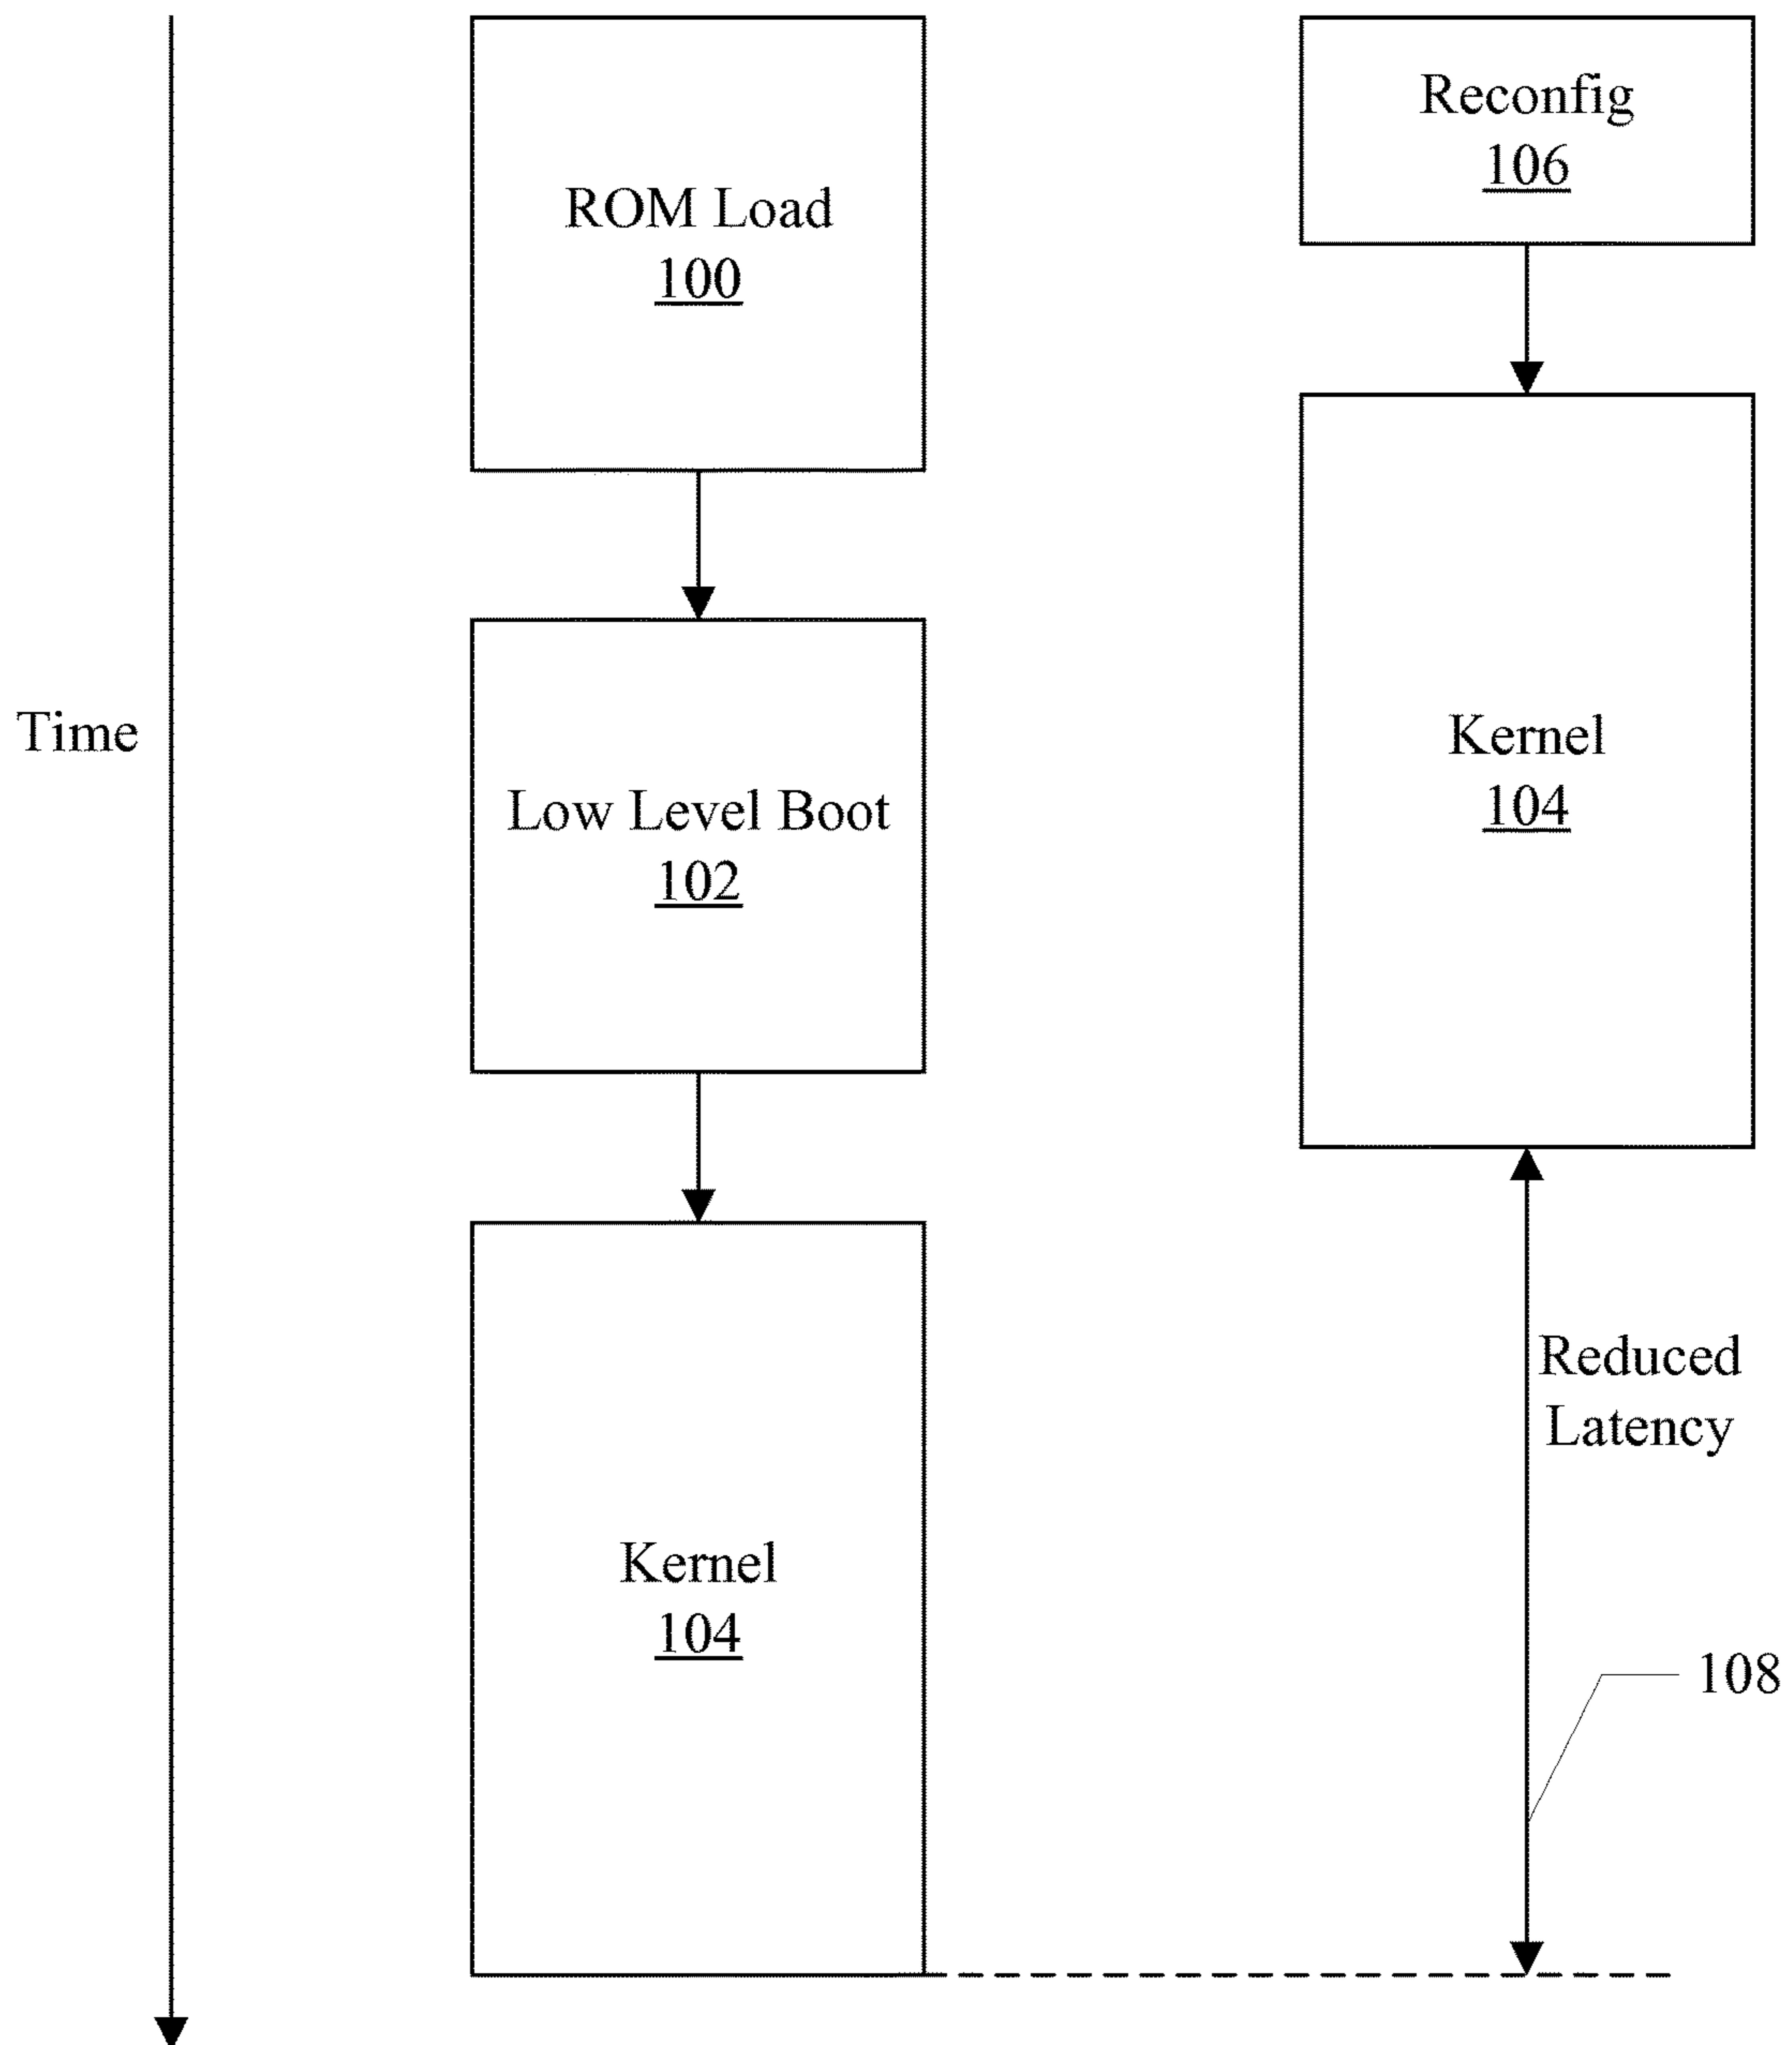 Time
ROM Load
100
Low Level Boot
102
Kernel
104
Reconfig
106
Kernel
104
Reduced
Latency
108